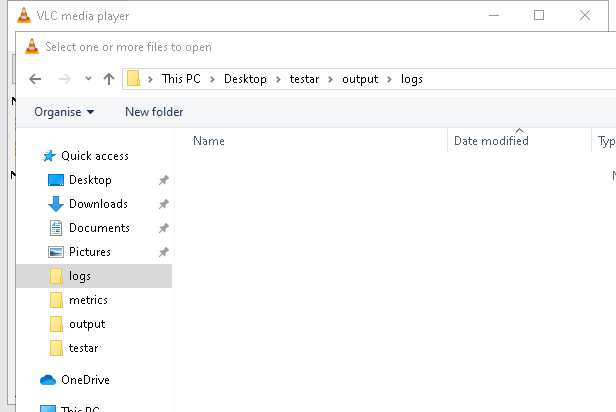 VLC media player
Select one or more files to open
This PC > Desktop > testar > output > logs
Organise New folder
Name Date modified Typ
Quick access
Desktop
Downloads
Documents
Pictures
logs
metrics
output
testar
OneDrive
This PC